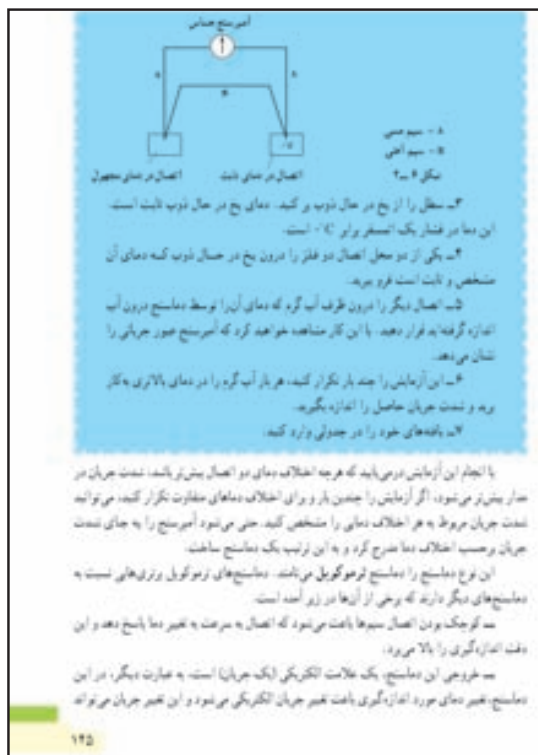 آمپرسنج حساس
A
A
B
۰°C
A - سیم مسی
B - سیم آهنی
اتصال در دمای ثابت
اتصال در دمای مجهول
شکل ۶ــ۲
۳ــ سطل را از یخ در حال ذوب پر کنید. دمای یخ در حال ذوب ثابت است.
این دما در فشار یک اتمسفر برابر ۰°C است.
۴ــ یکی از دو محل اتصال دو فلز را درون یخ در حال ذوب که دمای آن
مشخص و ثابت است فرو ببرید.
۵ــ اتصال دیگر را درون ظرف آب گرم که دمای آن را توسط دماسنج درون آب
اندازه گرفته‌اید قرار دهید. با این کار مشاهده خواهید کرد که آمپرسنج عبور جریانی را
نشان می‌دهد.
۶ــ این آزمایش را چند بار تکرار کنید، هر بار آب گرم را در دمای بالاتری به‌کار
برید و شدت جریان حاصل را اندازه بگیرید.
۷ــ یافته‌های خود را در جدولی وارد کنید.
با انجام این آزمایش درمی‌یابید که هرچه اختلاف دمای دو اتصال بیش‌تر باشد، شدت جریان در
مدار بیش‌تر می‌شود، اگر آزمایش را چندین بار و برای اختلاف دماهای متفاوت تکرار کنید، می‌توانید
شدت جریان مربوط به هر اختلاف دمایی را مشخص کنید. حتی می‌شود آمپرسنج را به جای شدت
جریان برحسب اختلاف دما مدرج کرد و به این ترتیب یک دماسنج ساخت.
این نوع دماسنج را دماسنج ترموکوپل می‌نامند. دماسنج‌های ترموکوپل برتری‌هایی نسبت به
دماسنج‌های دیگر دارند که برخی از آن‌ها در زیر آمده است.
ــ کوچک بودن اتصال سیم‌ها باعث می‌شود که اتصال به سرعت به تغییر دما پاسخ دهد و این
دقت اندازه‌گیری را بالا می‌برد.
ــ خروجی این دماسنج، یک علامت الکتریکی (یک جریان) است، به عبارت دیگر، در این
دماسنج، تغییر دمای مورد اندازه‌گیری باعث تغییر جریان الکتریکی می‌شود و این تغییر جریان می‌تواند
۱۴۵